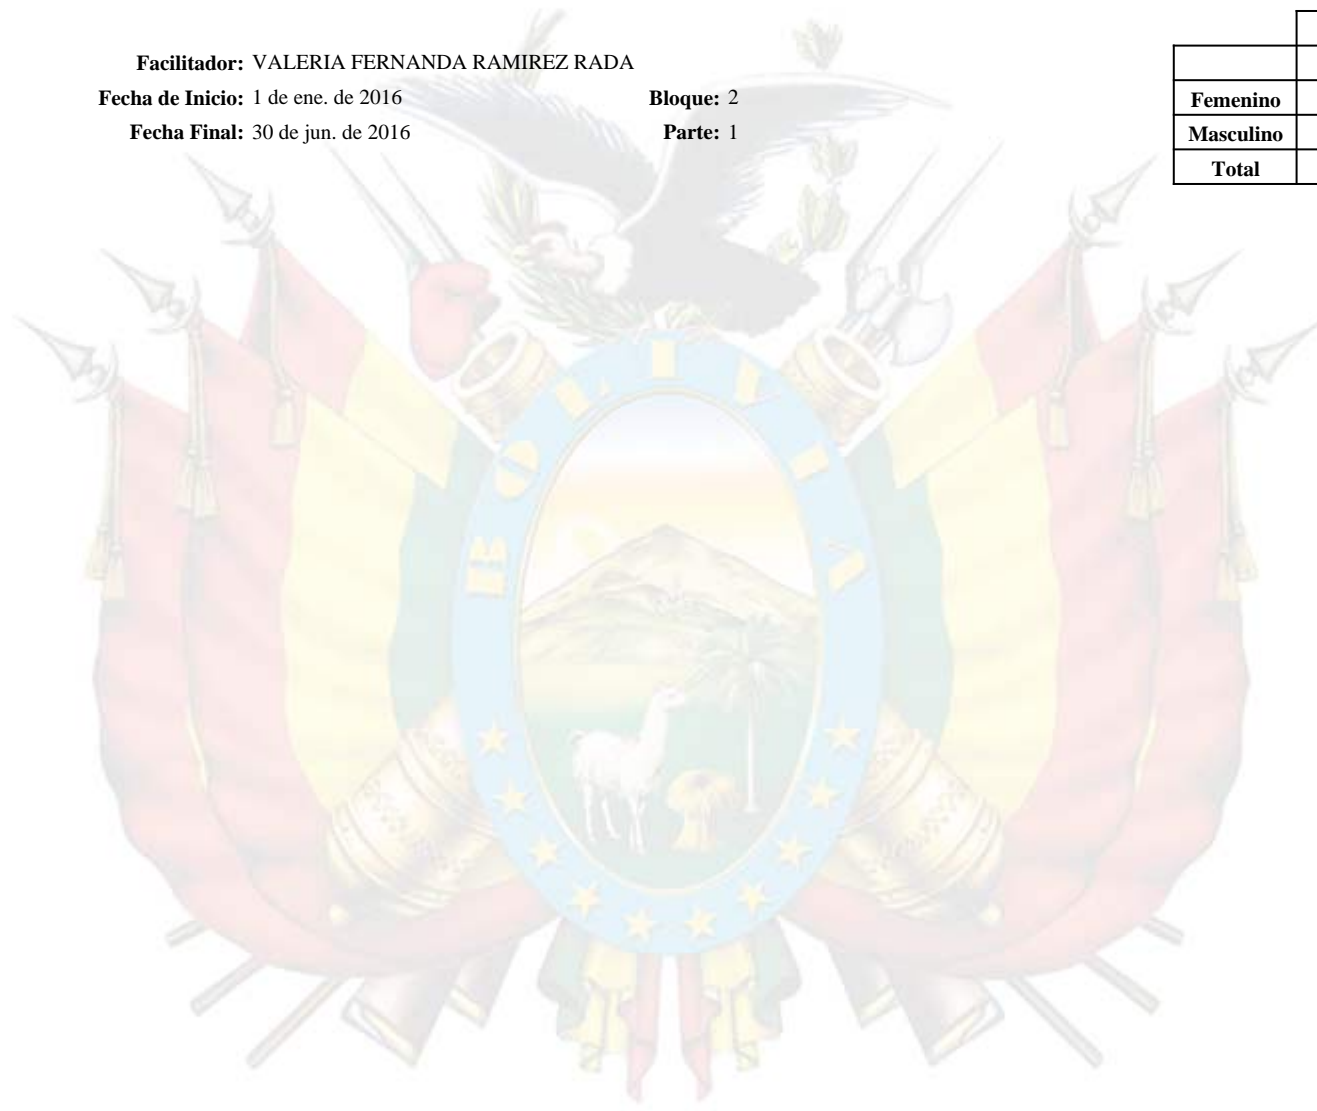 Facilitador: VALERIA FERNANDA RAMIREZ RADA
Fecha de Inicio: 1 de ene. de 2016 Bloque: 2
Fecha Final: 30 de jun. de 2016 Parte: 1
Femenino
Masculino
Total
BOLIVIA